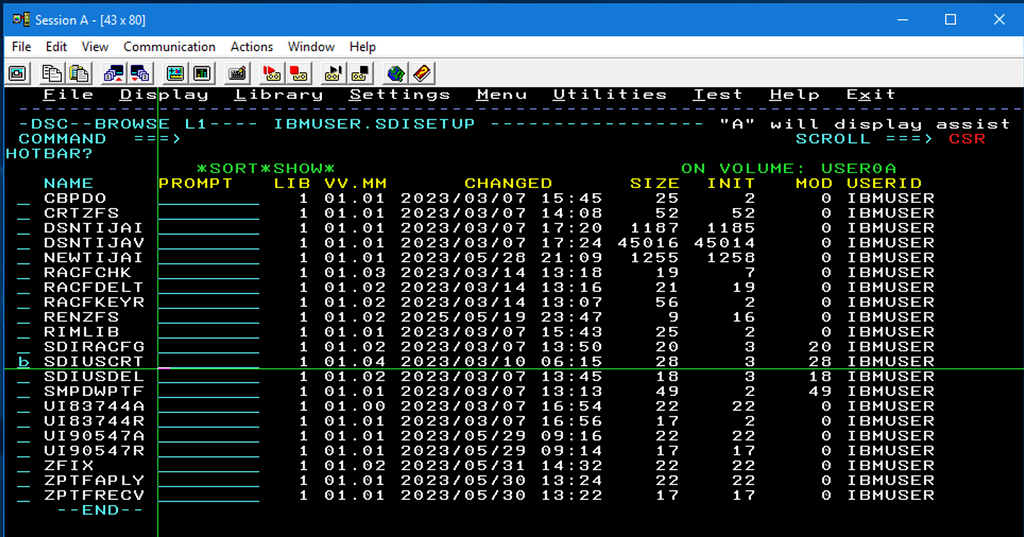 Session A - [43 x 80]
File Edit View Communication Actions Window Help
File Display Library Settings Menu Utilities Test Help Exit
-DSC--BROWSE L1---- IBMUSER.SDISETUP ----------------- "A" will display assist
COMMAND ===> SCROLL ===> CSR
HOTBAR?
*SORT*SHOW* ON VOLUME: USER0A
NAME PROMPT LIB VV.MM CHANGED SIZE INIT MOD USERID
_ CBPDO 1 01.01 2023/03/07 15:45 25 2 0 IBMUSER
_ CRTZFS 1 01.01 2023/03/07 14:08 52 52 0 IBMUSER
_ DSNTIJAI 1 01.01 2023/03/07 17:20 1187 1185 0 IBMUSER
_ DSNTIJAV 1 01.01 2023/03/07 17:24 45016 45014 0 IBMUSER
_ NEWTIJAI 1 01.01 2023/05/28 21:09 1255 1258 0 IBMUSER
_ RACFCHK 1 01.03 2023/03/14 13:18 19 7 0 IBMUSER
_ RACFDELT 1 01.02 2023/03/14 13:16 21 19 0 IBMUSER
_ RACFKEYR 1 01.02 2023/03/14 13:07 56 2 0 IBMUSER
_ RENZFS 1 01.02 2025/05/19 23:47 9 16 0 IBMUSER
_ RIMLIB 1 01.01 2023/03/07 15:43 25 2 0 IBMUSER
_ SDIRACFG 1 01.02 2023/03/07 13:50 20 3 20 IBMUSER
b SDIUSCRT 1 01.04 2023/03/10 06:15 28 3 28 IBMUSER
_ SDIUSDEL 1 01.02 2023/03/07 13:45 18 3 18 IBMUSER
_ SMPDWPTF 1 01.01 2023/03/07 13:13 49 2 49 IBMUSER
_ UI83744A 1 01.00 2023/03/07 16:54 22 22 0 IBMUSER
_ UI83744R 1 01.01 2023/03/07 16:56 17 2 0 IBMUSER
_ UI90547A 1 01.01 2023/05/29 09:16 22 22 0 IBMUSER
_ UI90547R 1 01.01 2023/05/29 09:14 17 17 0 IBMUSER
_ ZFIX 1 01.02 2023/05/31 14:32 22 22 0 IBMUSER
_ ZPTFAPLY 1 01.01 2023/05/30 13:24 22 22 0 IBMUSER
_ ZPTFRECV 1 01.01 2023/05/30 13:22 17 17 0 IBMUSER
--END--